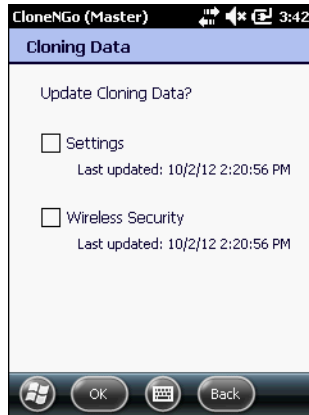 CloneNGo (Master) 3:42
Cloning Data
Update Cloning Data?
Settings
Last updated: 10/2/12 2:20:56 PM
Wireless Security
Last updated: 10/2/12 2:20:56 PM
OK Back